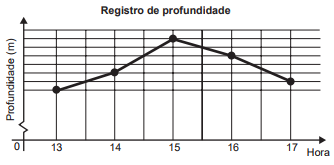 Registro de profundidade
Profundidade (m)
0 13 14 15 16 17
Hora